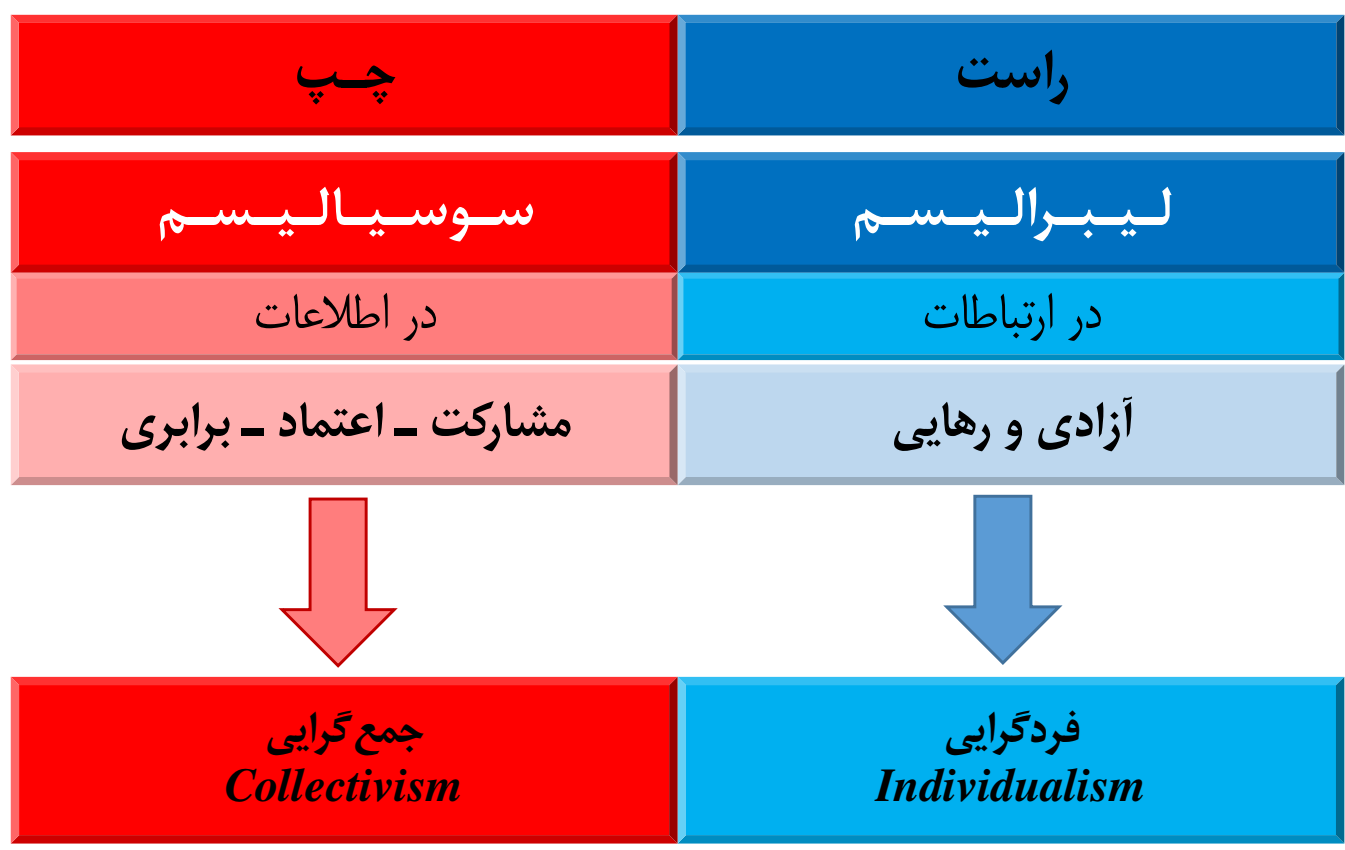 راست
چپ
لیبرالیسم
سوسیالیسم
در ارتباطات
در اطلاعات
آزادی و رهایی
مشارکت ـ اعتماد ـ برابری
فردگرایی
Individualism
جمع گرایی
Collectivism